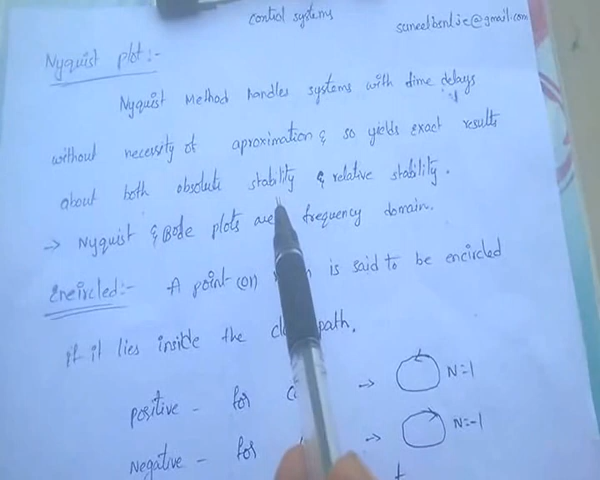 control systems
suneelbsnlje@gmail.com
Nyquist plot:-
Nyquist Method handles systems with time delays
without necessity of aproximation & so yields exact results
about both absolute stability & relative stability.
→ Nyquist & Bode plots are frequency domain.
Encircled:- A point (or) is said to be encircled
if it lies inside the path.
positive - for → N=1
Negative - for → N=-1